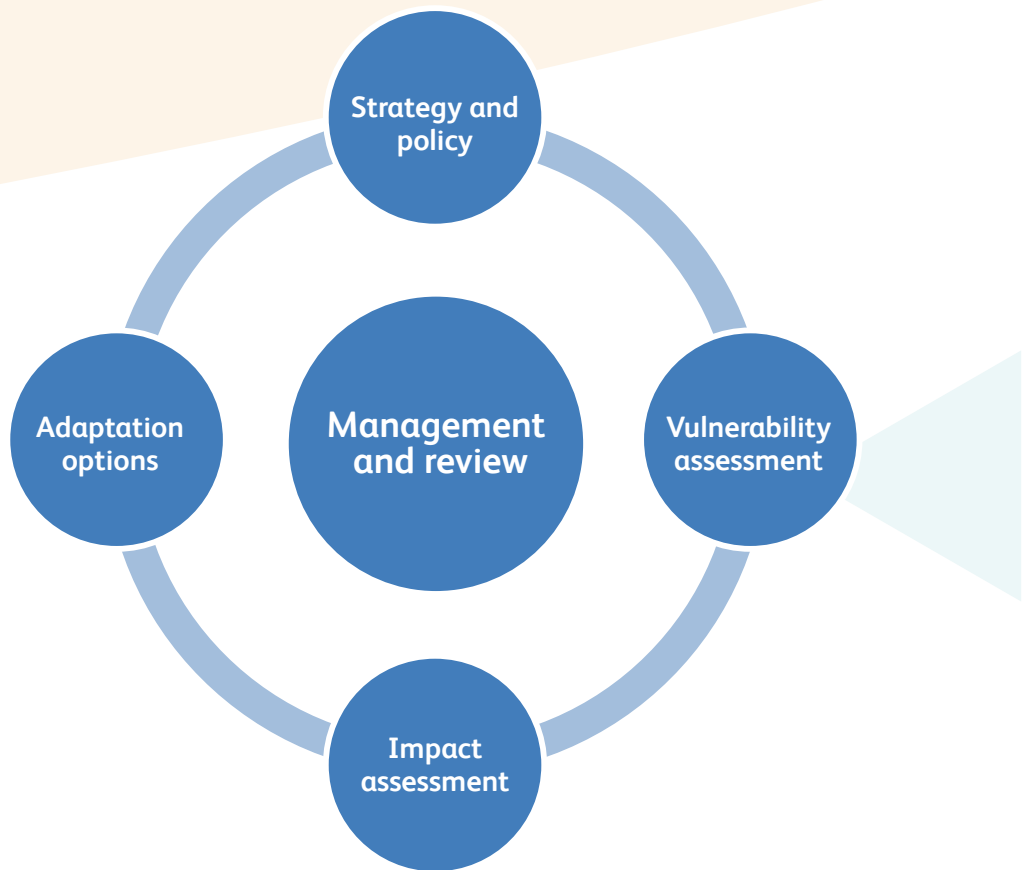 Strategy and
policy
Adaptation
options
Management
and review
Vulnerability
assessment
Impact
assessment